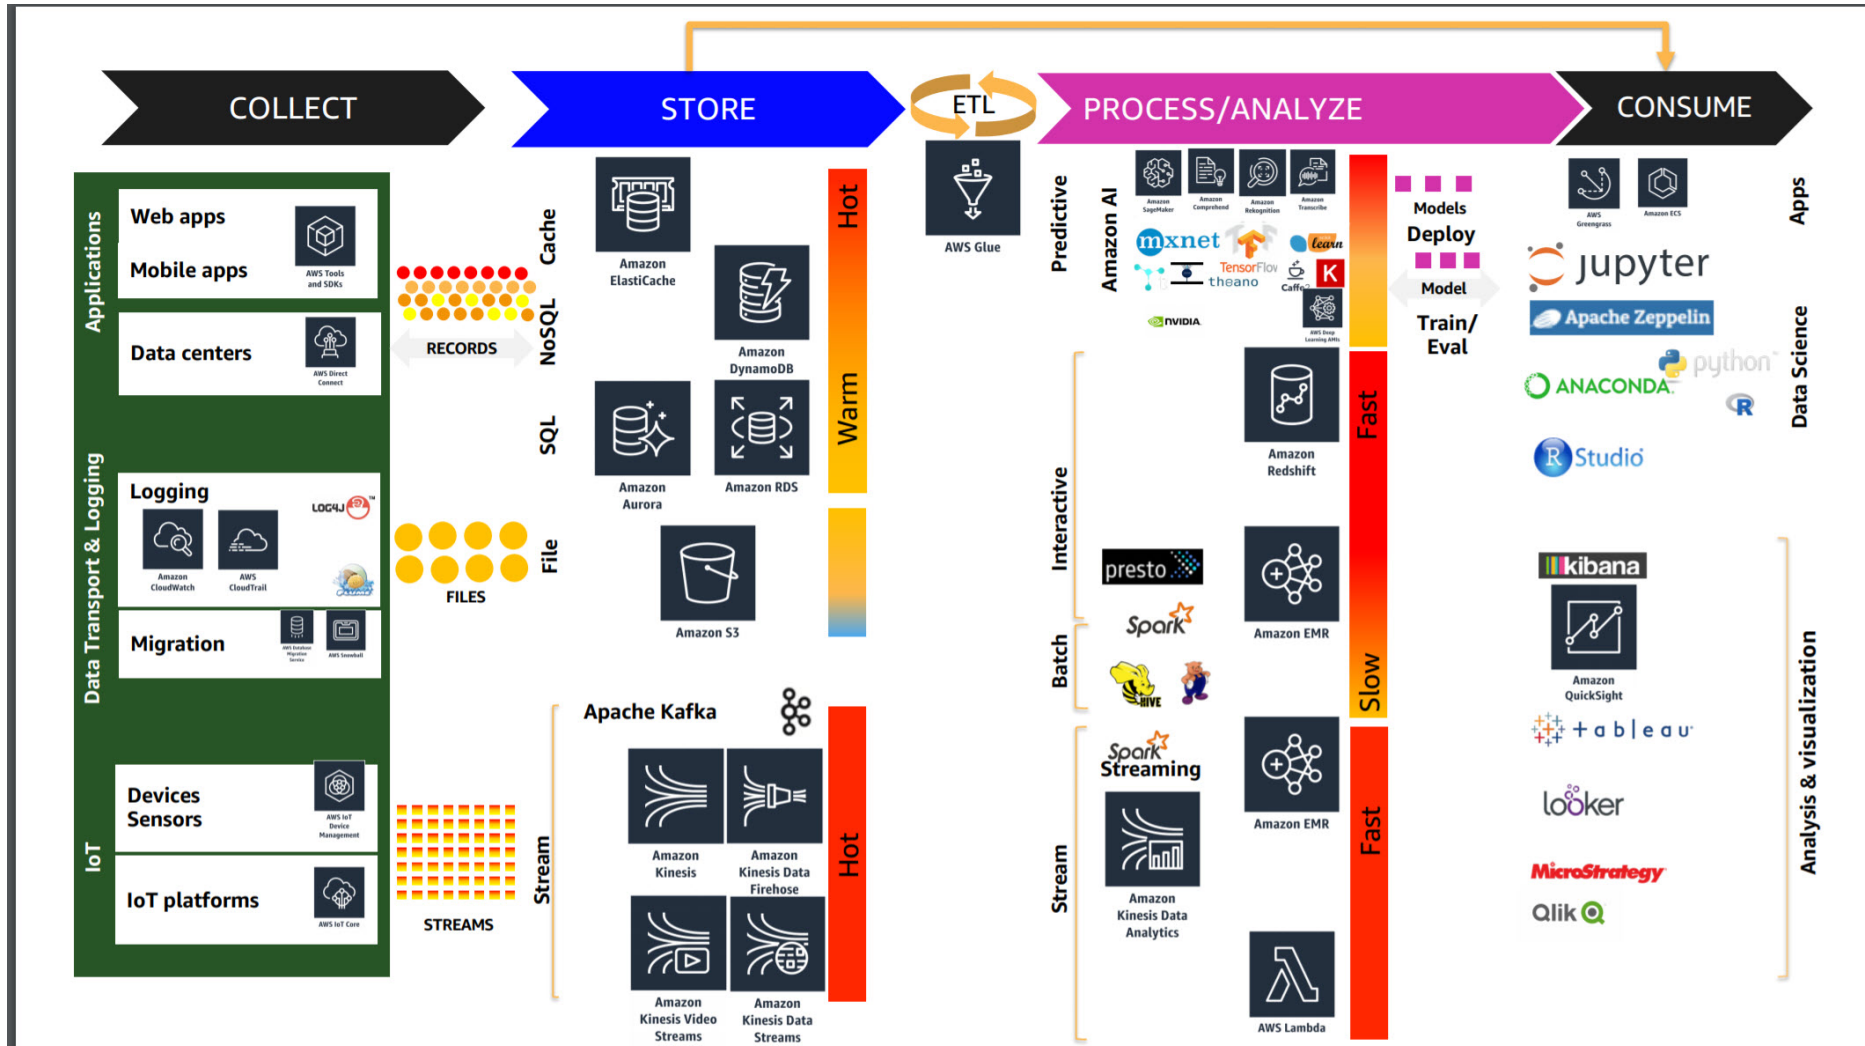 COLLECT
STORE
ETL
PROCESS/ANALYZE
CONSUME
Applications
Web apps
Mobile apps
AWS Tools
and SDKs
Data centers
AWS Direct
Connect
Data Transport & Logging
Logging
LOG4J™
Amazon
CloudWatch
AWS
CloudTrail
Migration
AWS Database
Migration
Service
AWS Snowball
IoT
Devices
Sensors
AWS IoT
Device
Management
IoT platforms
AWS IoT Core
RECORDS
FILES
STREAMS
Cache
NoSQL
SQL
File
Stream
Amazon
ElastiCache
Amazon
DynamoDB
Amazon
Aurora
Amazon RDS
Amazon S3
Apache Kafka
Amazon
Kinesis
Amazon
Kinesis Data
Firehose
Amazon
Kinesis Video
Streams
Amazon
Kinesis Data
Streams
Hot
Warm
Hot
AWS Glue
Predictive
Amazon AI
Amazon
SageMaker
Amazon
Comprehend
Amazon
Rekognition
Amazon
Transcribe
mxnet
TensorFlow
learn
theano
Caffe2
K
NVIDIA.
AWS Deep
Learning AMIs
Interactive
Batch
Stream
Amazon
Redshift
presto
Spark
Amazon EMR
HIVE
Spark
Streaming
Amazon EMR
Amazon
Kinesis Data
Analytics
AWS Lambda
Fast
Slow
Fast
Models
Deploy
Model
Train/
Eval
AWS
Greengrass
Amazon ECS
Apps
Jupyter
Apache Zeppelin
python™
ANACONDA.
R
R Studio
Data Science
kibana
Amazon
QuickSight
+ableau
looker
MicroStrategy
Qlik Q
Analysis & visualization